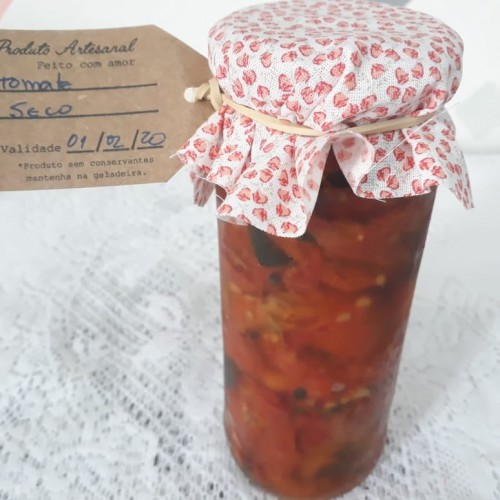 Produto Artesanal
Feito com amor
tomate
seco
Validade 01/02/20
*Produto sem conservantes
mantenha na geladeira.